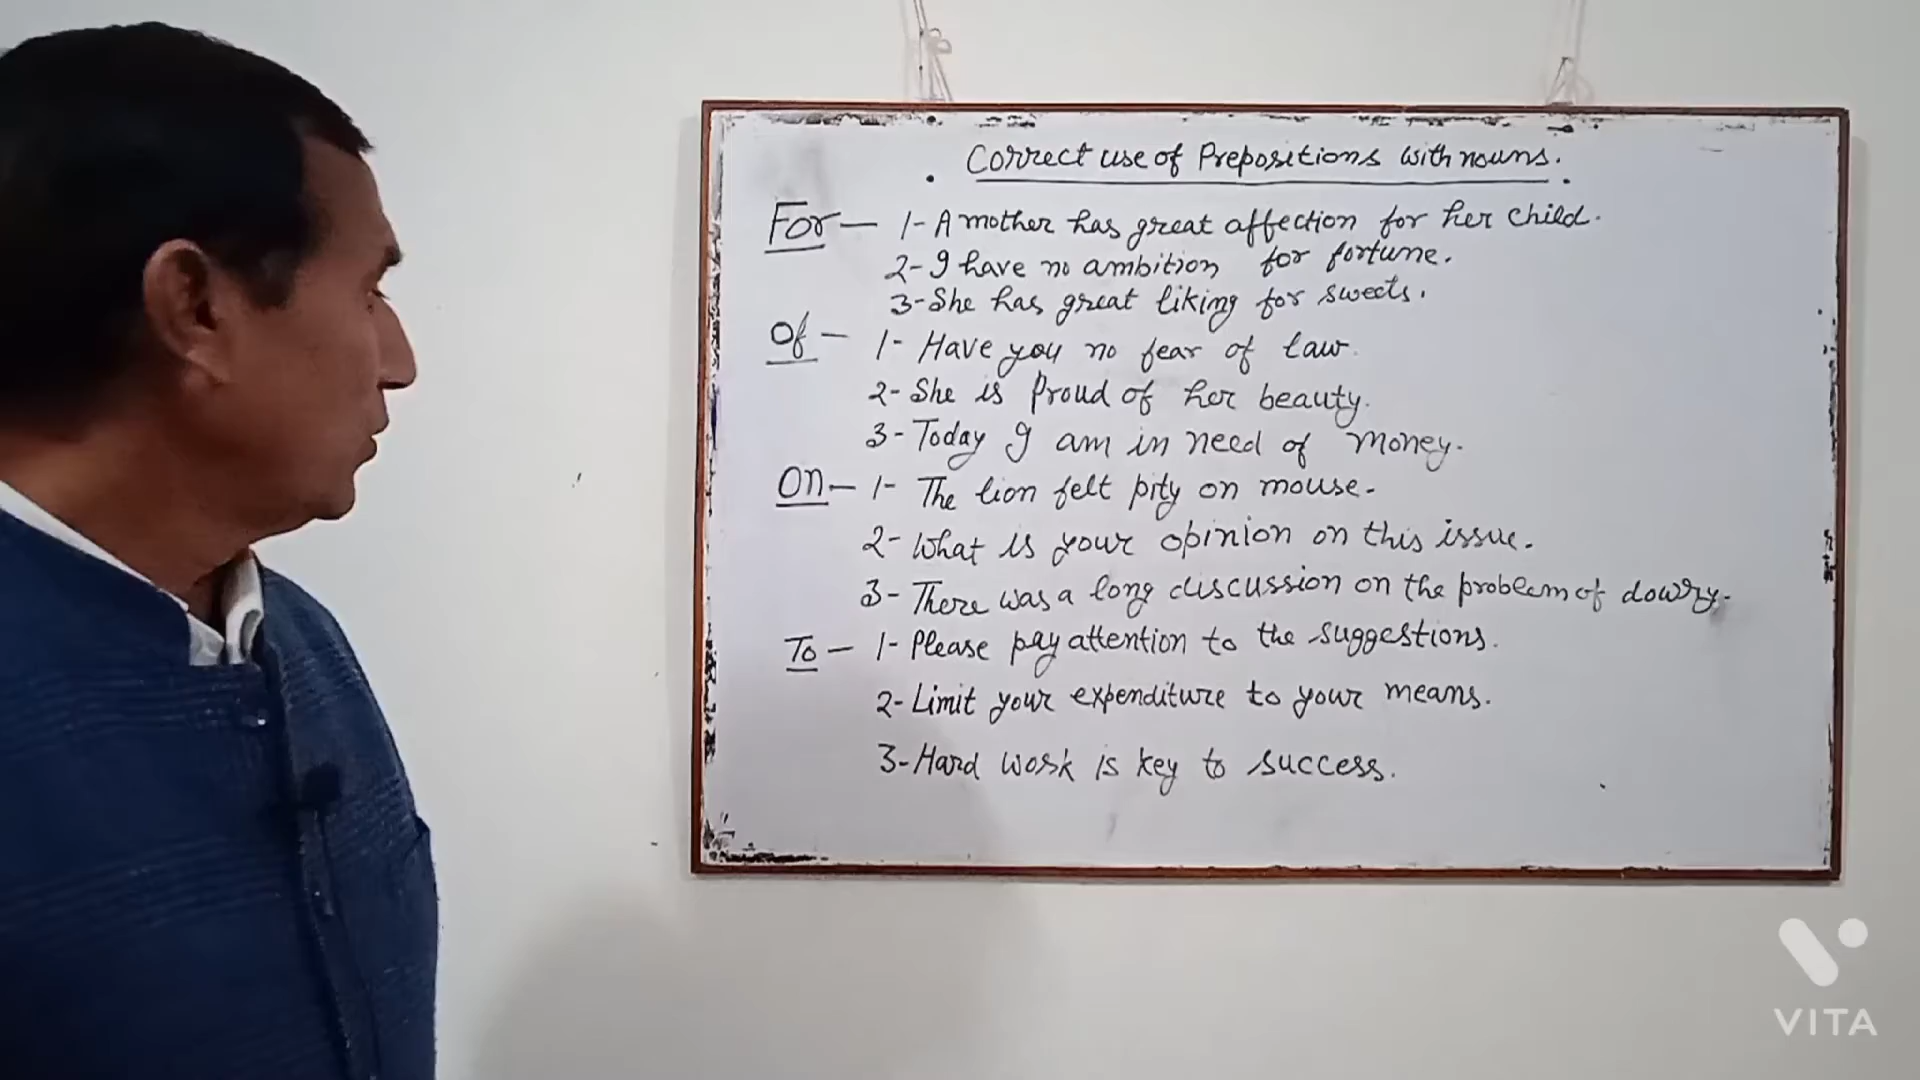 Correct use of Prepositions with nouns.
For — 1- A mother has great affection for her child.
2- I have no ambition for fortune.
3- She has great liking for sweets.
Of — 1- Have you no fear of law.
2- She is Proud of her beauty.
3- Today I am in need of money.
On — 1- The lion felt pity on mouse.
2- What is your opinion on this issue.
3- There was a long discussion on the problem of dowry.
To — 1- Please pay attention to the suggestions.
2- Limit your expenditure to your means.
3- Hard work is key to success.
VITA